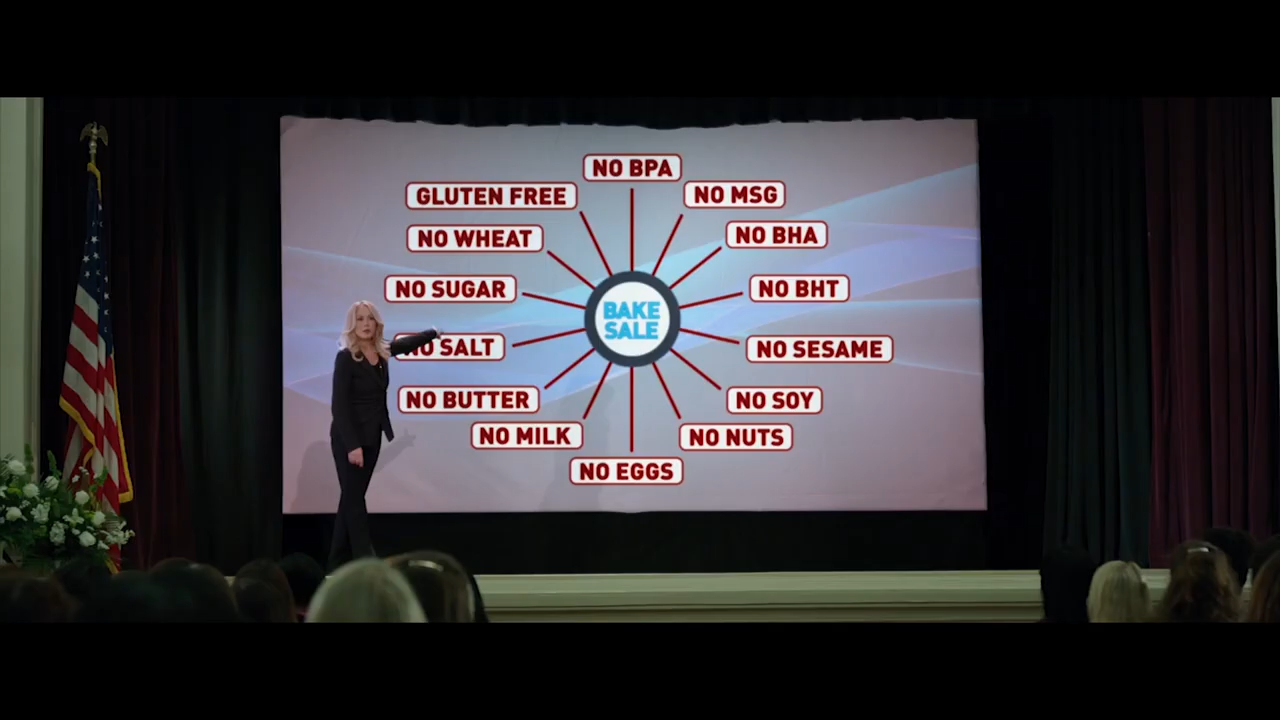 NO BPA
GLUTEN FREE
NO MSG
NO WHEAT
NO BHA
NO SUGAR
NO BHT
BAKE
SALE
NO SALT
NO SESAME
NO BUTTER
NO SOY
NO MILK
NO NUTS
NO EGGS